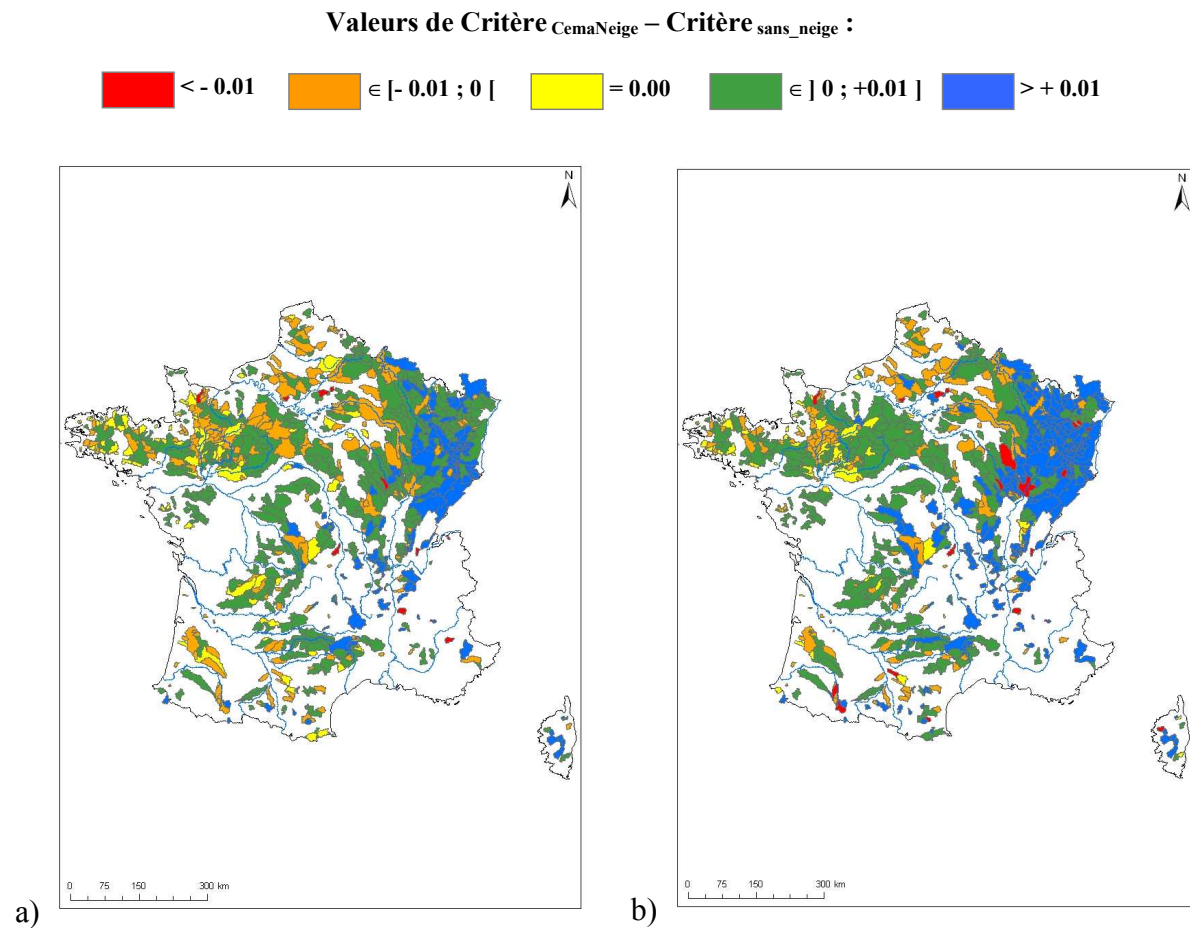 Valeurs de Critère CemaNeige – Critère sans_neige :
< - 0.01 ∈ [- 0.01 ; 0 [ = 0.00 ∈ ] 0 ; +0.01 ] > + 0.01
N N
0 75 150 300 km 0 75 150 300 km
a) b)